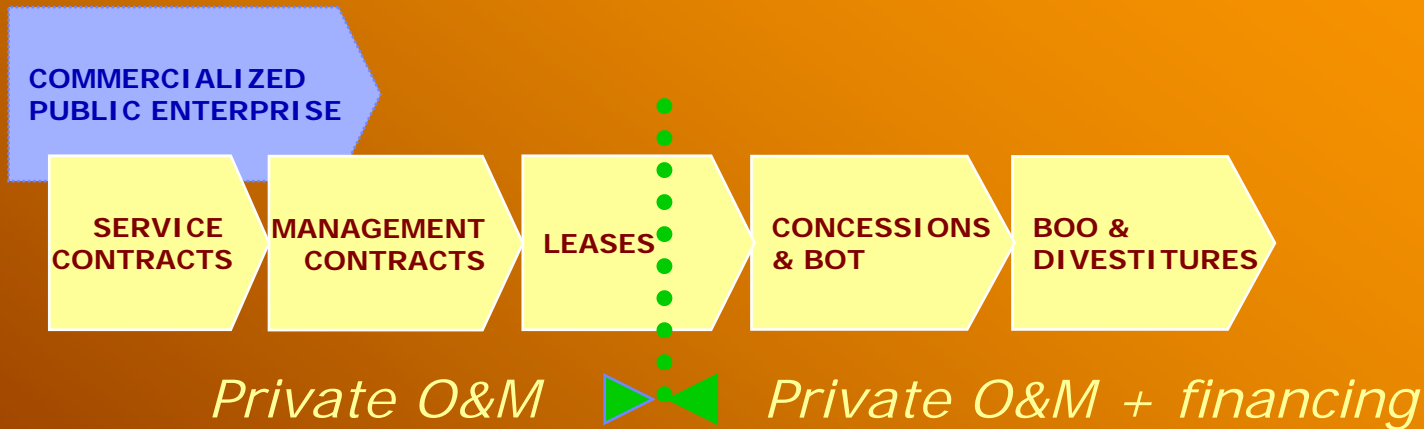 COMMERCIALIZED
PUBLIC ENTERPRISE
SERVICE
CONTRACTS
MANAGEMENT
CONTRACTS
LEASES
CONCESSIONS
& BOT
BOO &
DIVESTITURES
Private O&M
Private O&M + financing